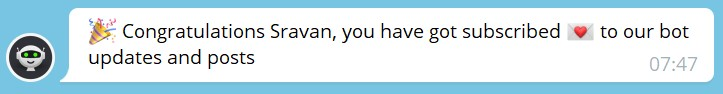 🎉 Congratulations Sravan, you have got subscribed 💌 to our bot
updates and posts
07:47